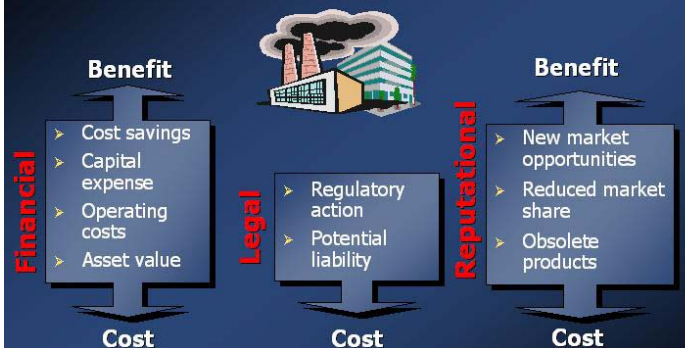 Benefit
Financial
Cost savings
Capital
expense
Operating
costs
Asset value
Cost
Legal
Regulatory
action
Potential
liability
Cost
Benefit
Reputational
New market
opportunities
Reduced market
share
Obsolete
products
Cost